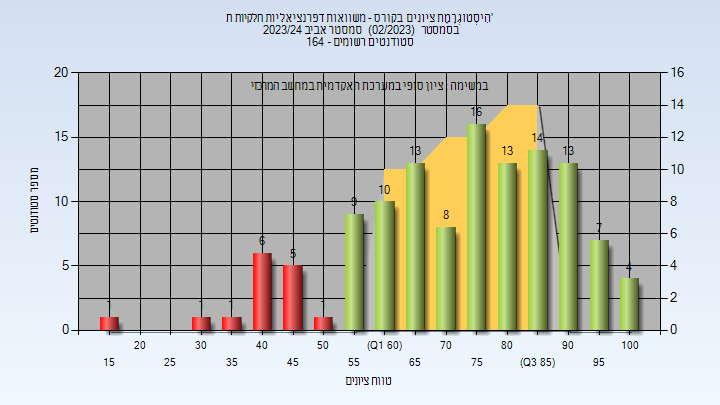 היסטוגרמת ציונים בקורס - משוואות דפרנציאליות חלקיות ת'
בסמסטר (02/2023) סמסטר אביב 2023/24
סטודנטים רשומים - 164
במשימה: ציון סופי במערכת האקדמית במחשב המרכזי
מספר סטודנטים
20 15 10 5 0
16 14 12 10 8 6 4 2 0
1 1 1 6 5 1 9 10 13 8 16 13 14 13 7 4
20 30 40 50 (Q1 60) 70 80 90 100
15 25 35 45 55 65 75 (Q3 85) 95
טווח ציונים